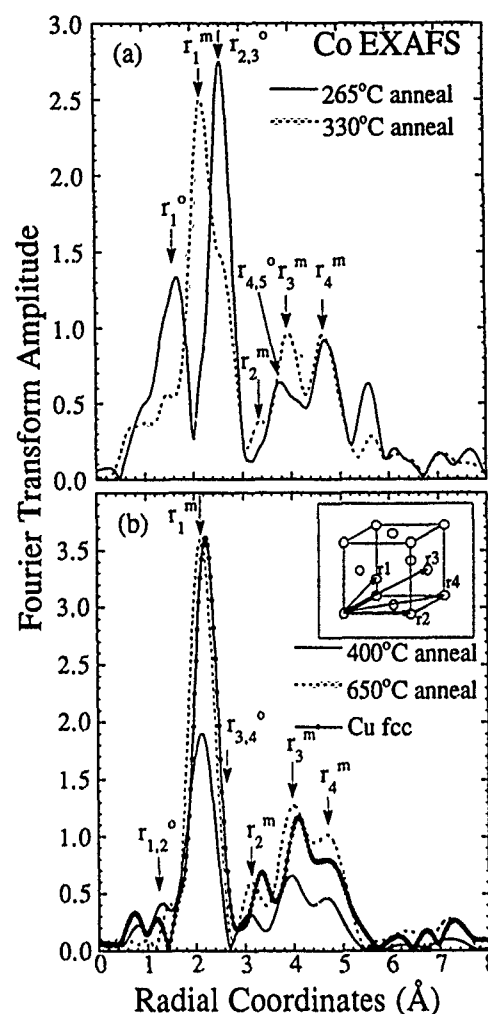 3.0
r₁ᵐ r₂,₃ᵒ
(a)
Co EXAFS
265°C anneal
330°C anneal
2.5
2.0
r₁ᵒ
1.5
r₄,₅ᵒ r₃ᵐ r₄ᵐ
1.0
r₂ᵐ
0.5
0.0
Fourier Transform Amplitude
(b)
r₁ᵐ
r1
r3
r4
r2
3.5
3.0
400°C anneal
650°C anneal
Cu fcc
2.5
2.0
r₃,₄ᵒ
r₃ᵐ
1.5
r₄ᵐ
r₁,₂ᵒ
r₂ᵐ
1.0
0.5
0.0
0 1 2 3 4 5 6 7 8
Radial Coordinates (Å)